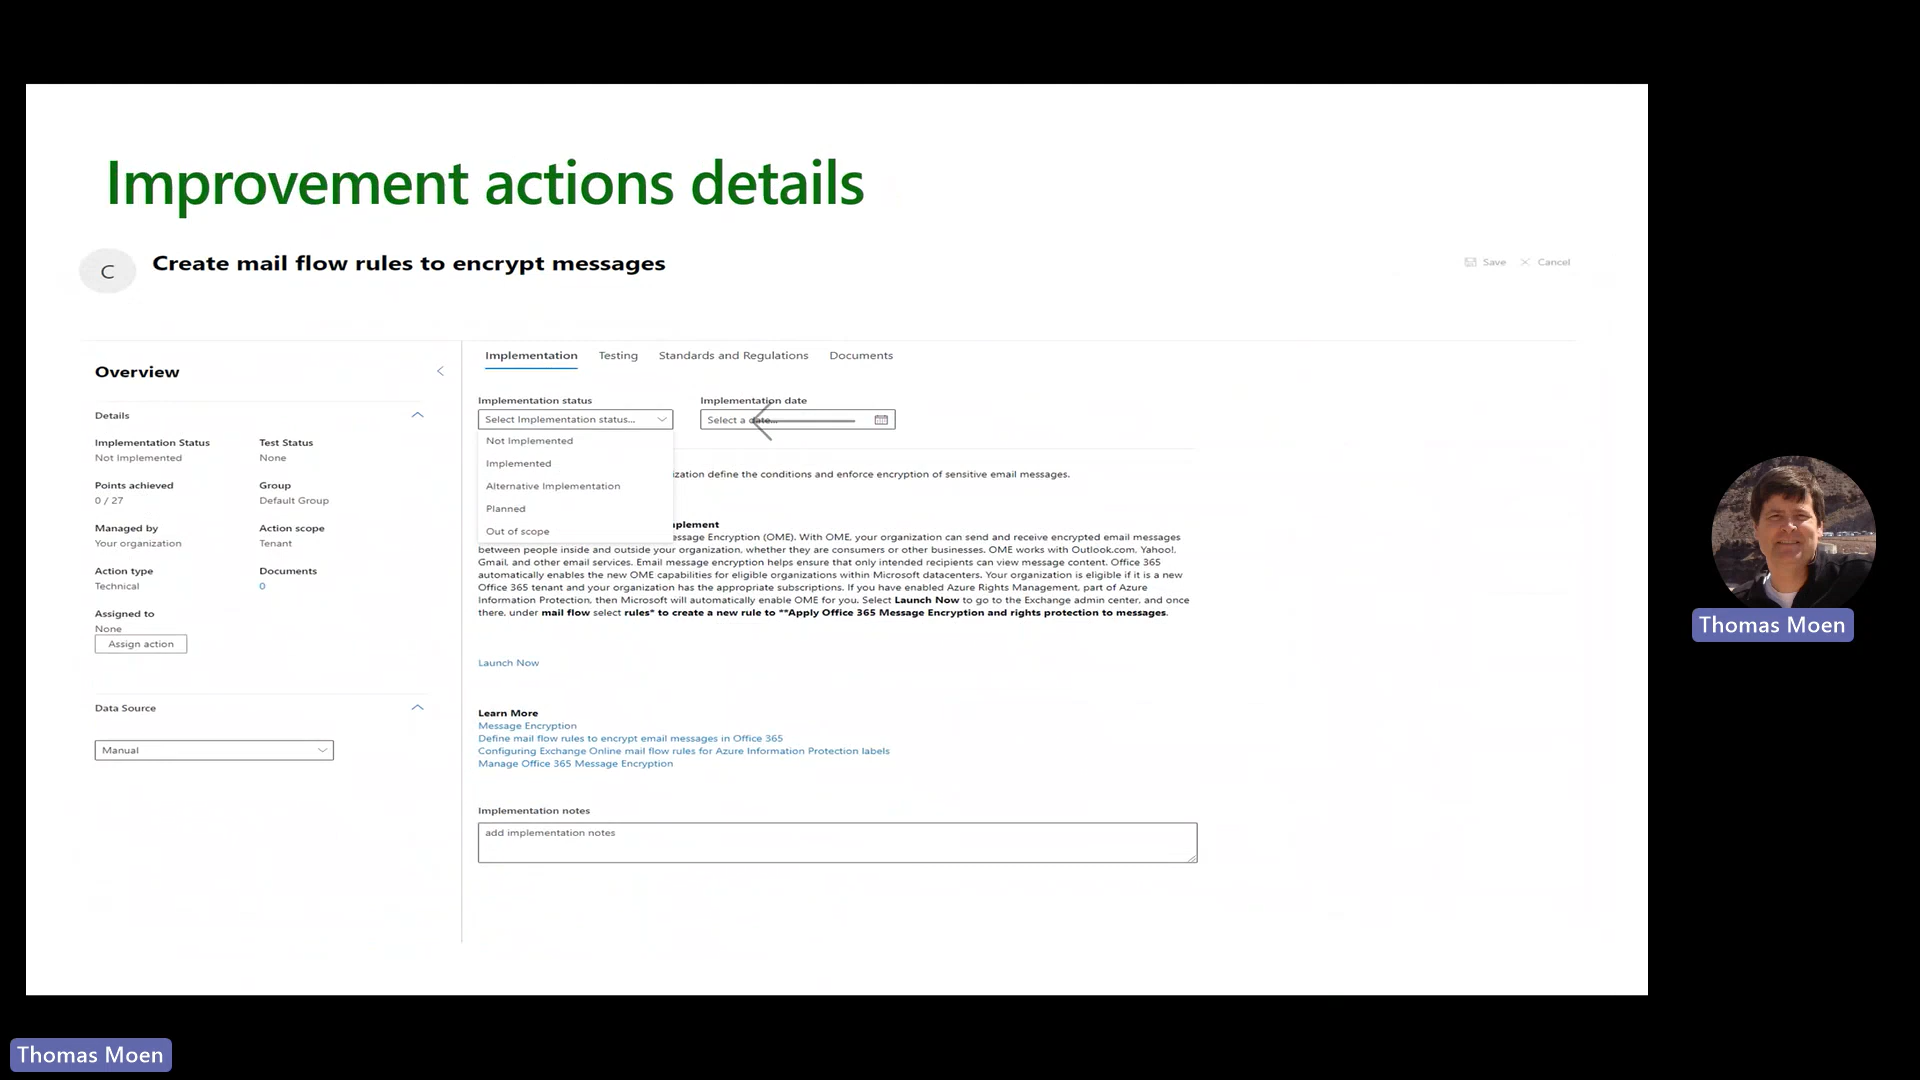 Improvement actions details
C
Create mail flow rules to encrypt messages
Save
Cancel
Overview
Details
Implementation Status
Test Status
Not Implemented
None
Points achieved
Group
0 / 27
Default Group
Managed by
Action scope
Your organization
Tenant
Action type
Documents
Technical
0
Assigned to
None
Assign action
Data Source
Manual
Implementation
Testing
Standards and Regulations
Documents
Implementation status
Implementation date
Select Implementation status...
Select a date...
Not Implemented
Implemented
Alternative Implementation
Planned
Out of scope
ization define the conditions and enforce encryption of sensitive email messages.
mplement
essage Encryption (OME). With OME, your organization can send and receive encrypted email messages
between people inside and outside your organization, whether they are consumers or other businesses. OME works with Outlook.com, Yahoo!,
Gmail, and other email services. Email message encryption helps ensure that only intended recipients can view message content. Office 365
automatically enables the new OME capabilities for eligible organizations within Microsoft datacenters. Your organization is eligible if it is a new
Office 365 tenant and your organization has the appropriate subscriptions. If you have enabled Azure Rights Management, part of Azure
Information Protection, then Microsoft will automatically enable OME for you. Select Launch Now to go to the Exchange admin center, and once
there, under mail flow select rules* to create a new rule to **Apply Office 365 Message Encryption and rights protection to messages.
Launch Now
Learn More
Message Encryption
Define mail flow rules to encrypt email messages in Office 365
Configuring Exchange Online mail flow rules for Azure Information Protection labels
Manage Office 365 Message Encryption
Implementation notes
add implementation notes
Thomas Moen
Thomas Moen